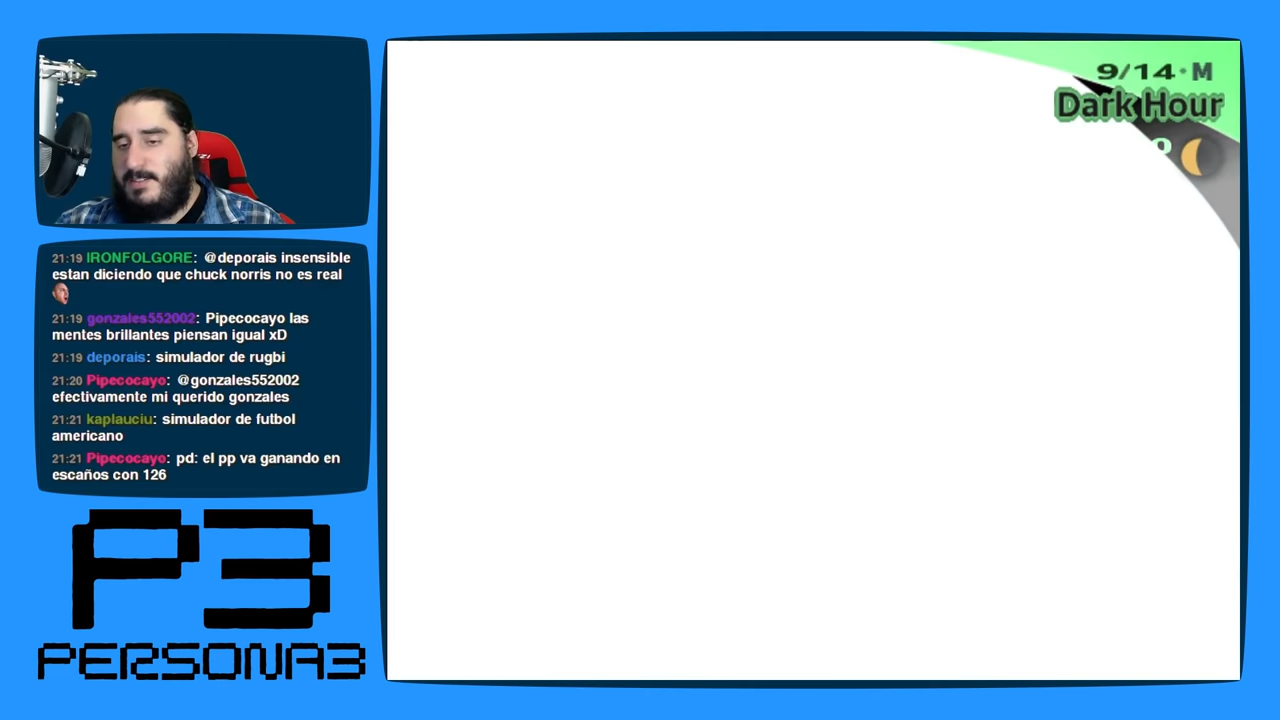 9/14·M
Dark Hour
21:19 IRONFOLGORE: @deporais insensible
estan diciendo que chuck norris no es real
21:19 gonzales552002: Pipecocayo las
mentes brillantes piensan igual xD
21:19 deporais: simulador de rugbi
21:20 Pipecocayo: @gonzales552002
efectivamente mi querido gonzales
21:21 kaplauciu: simulador de futbol
americano
21:21 Pipecocayo: pd: el pp va ganando en
escaños con 126
P3
PERSONA3